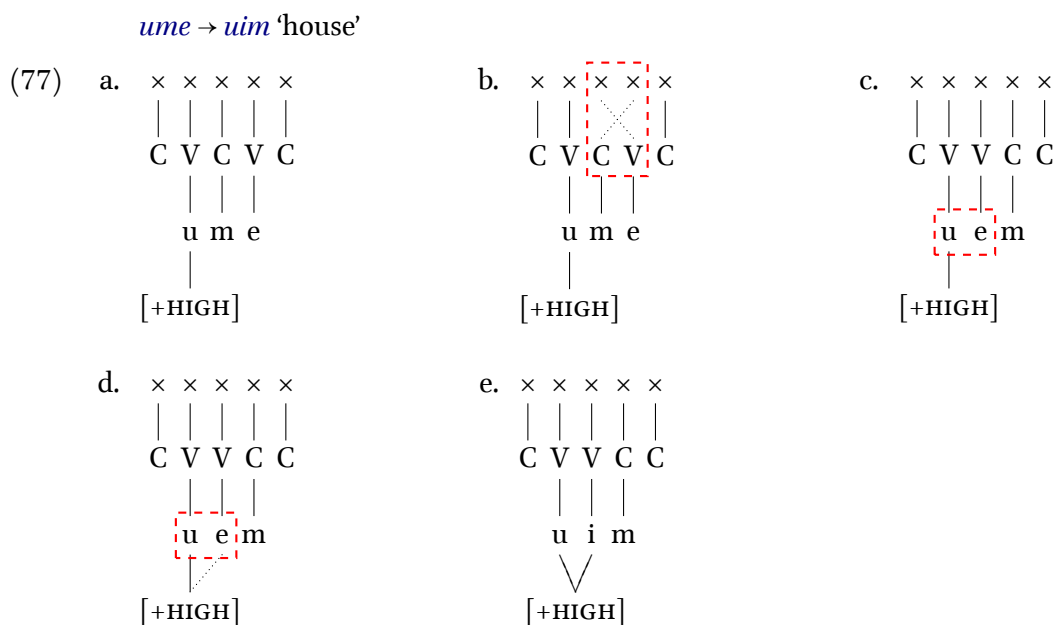 ume → uim ‘house’
(77) a. × × × × × b. × × × × × c. × × × × ×
C V C V C C V C V C C V V C C
u m e u m e u e m
[+HIGH] [+HIGH] [+HIGH]
d. × × × × × e. × × × × ×
C V V C C C V V C C
u e m u i m
[+HIGH] [+HIGH]